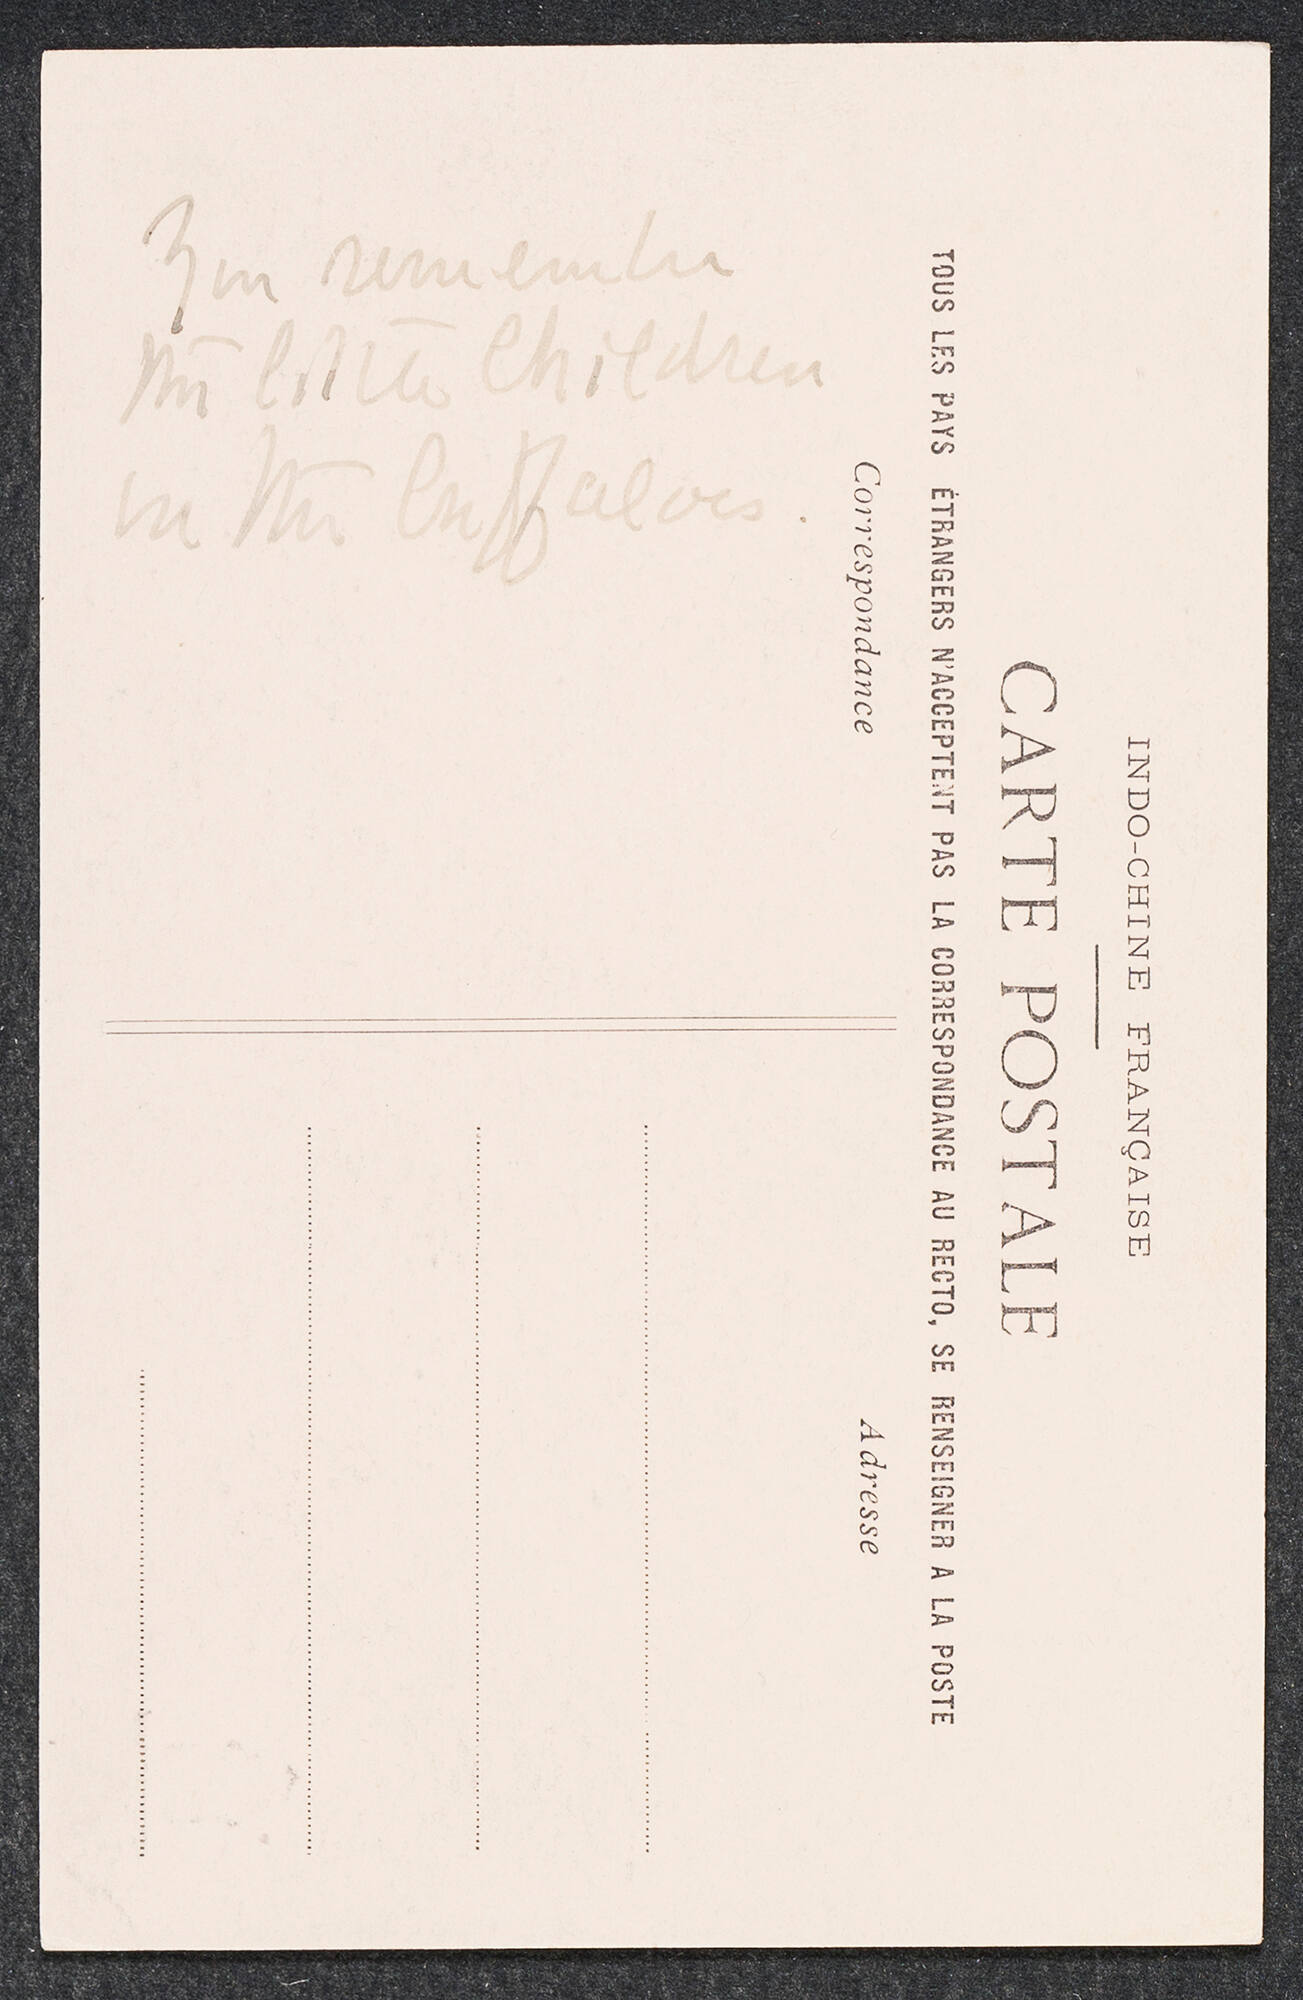 INDO-CHINE FRANÇAISE
CARTE POSTALE
TOUS LES PAYS ÉTRANGERS N'ACCEPTENT PAS LA CORRESPONDANCE AU RECTO, SE RENSEIGNER A LA POSTE
Correspondance
Adresse
You remember
the little children
on the buffaloes.